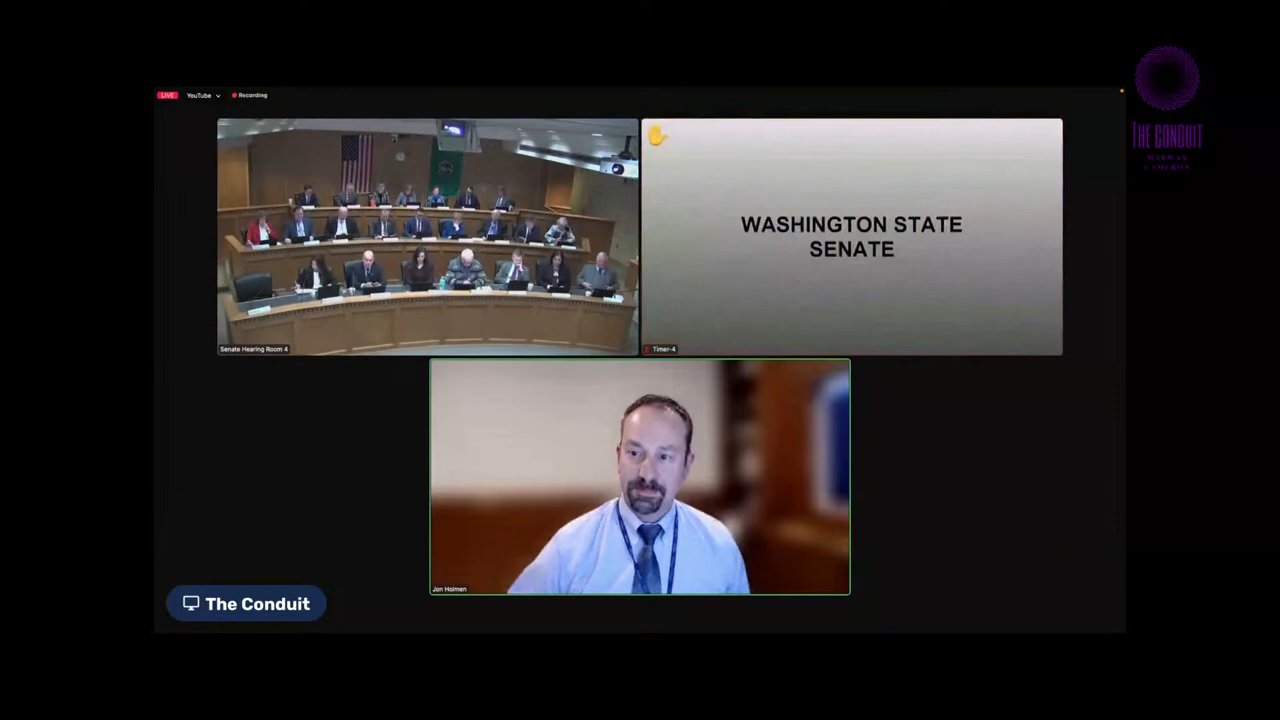 LIVE YouTube Recording
THE CONDUIT
WASHINGTON STATE
SENATE
Senate Hearing Room 4
Timer-4
Jon Holmen
The Conduit